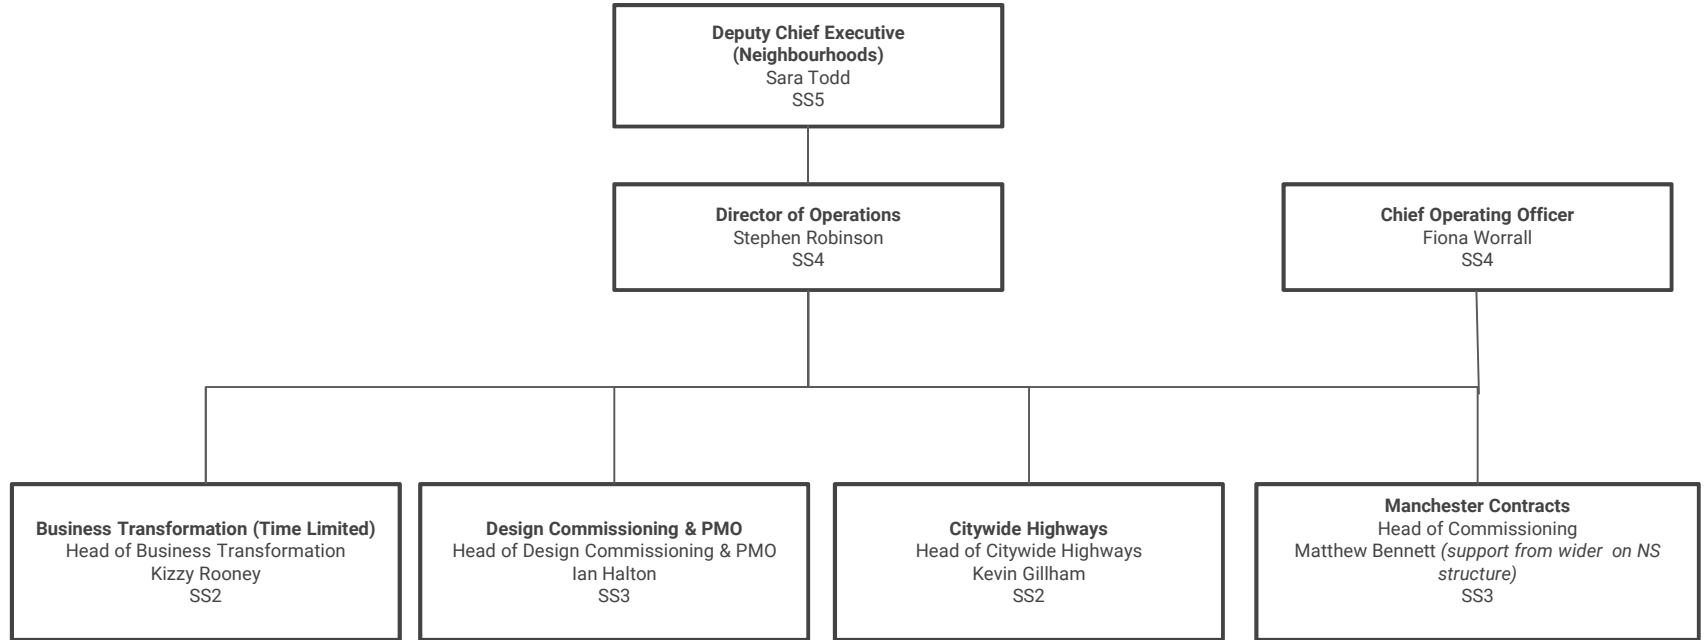 Deputy Chief Executive
(Neighbourhoods)
Sara Todd
SS5
Director of Operations
Stephen Robinson
SS4
Chief Operating Officer
Fiona Worrall
SS4
Business Transformation (Time Limited)
Head of Business Transformation
Kizzy Rooney
SS2
Design Commissioning & PMO
Head of Design Commissioning & PMO
Ian Halton
SS3
Citywide Highways
Head of Citywide Highways
Kevin Gillham
SS2
Manchester Contracts
Head of Commissioning
Matthew Bennett (support from wider on NS
structure)
SS3